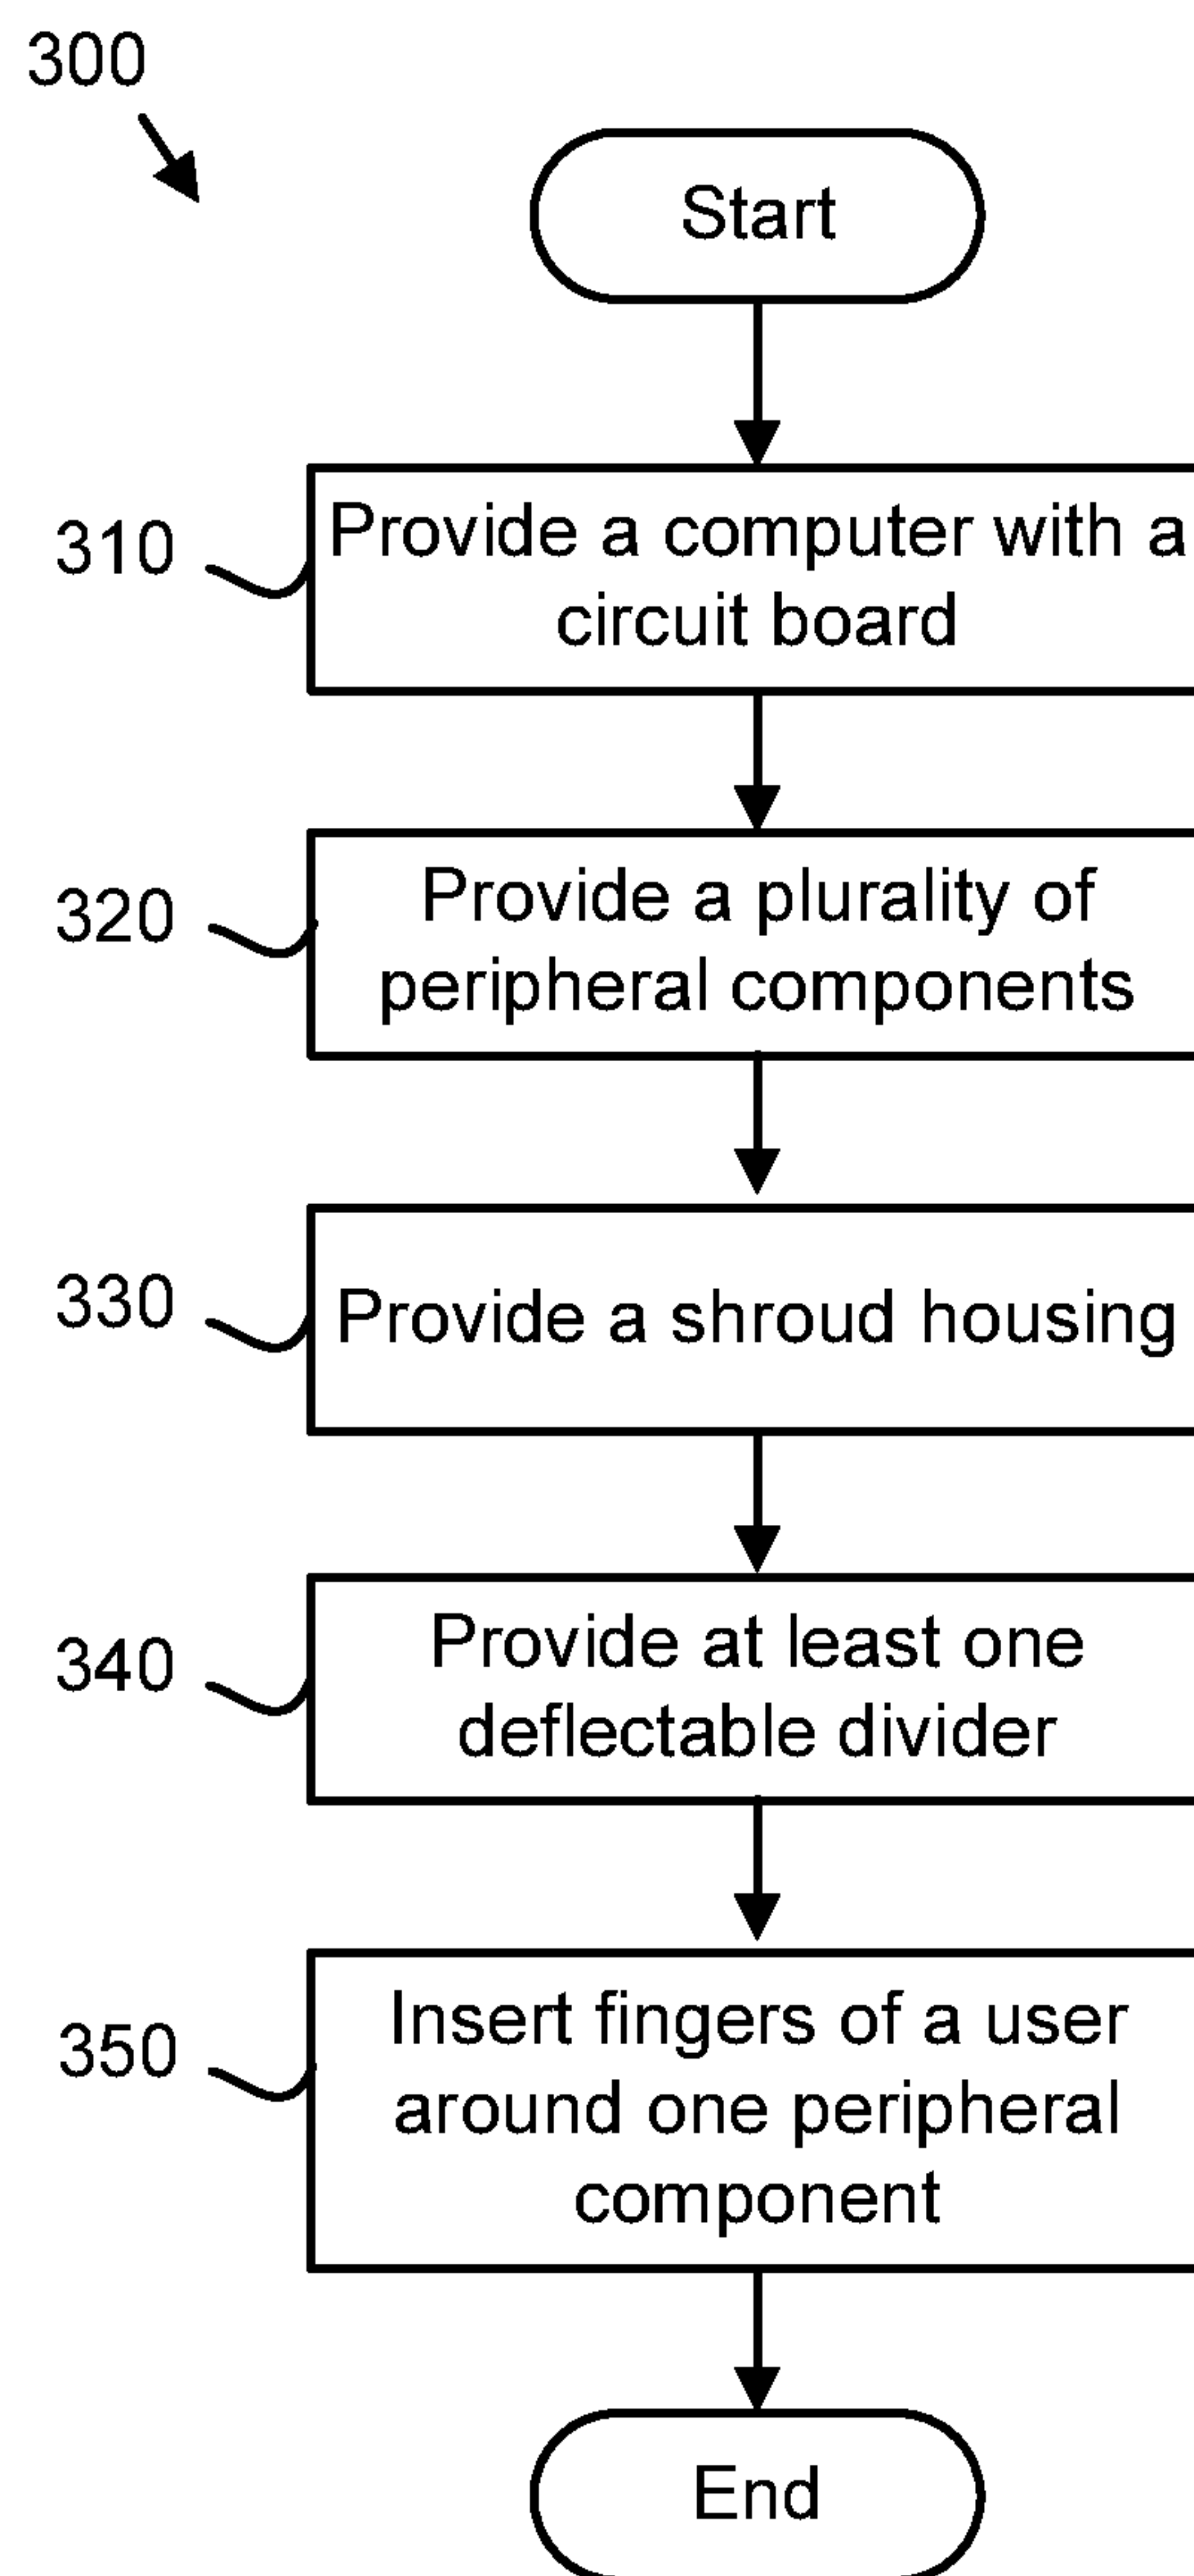 300
Start
310
Provide a computer with a
circuit board
320
Provide a plurality of
peripheral components
330
Provide a shroud housing
340
Provide at least one
deflectable divider
350
Insert fingers of a user
around one peripheral
component
End